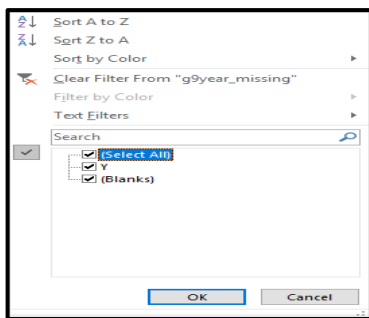 Sort A to Z
Sort Z to A
Sort by Color
Clear Filter From "g9year_missing"
Filter by Color
Text Filters
Search
(Select All)
Y
(Blanks)
OK Cancel